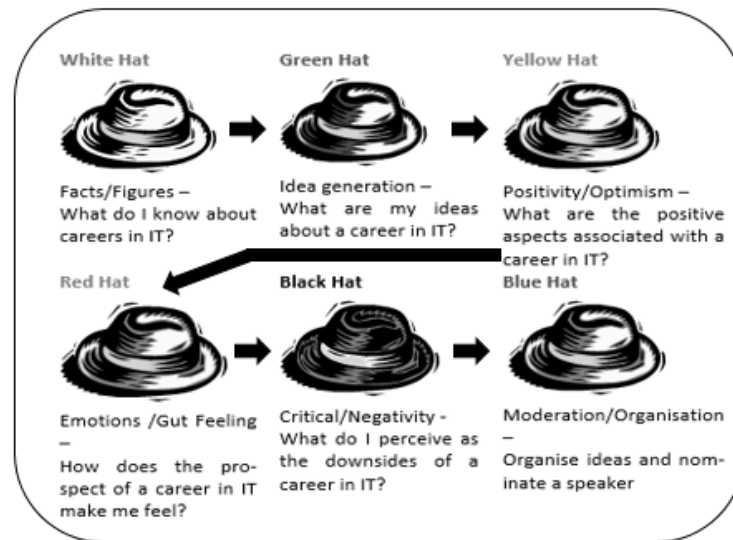 White Hat
Facts/Figures –
What do I know about
careers in IT?
Green Hat
Idea generation –
What are my ideas
about a career in IT?
Yellow Hat
Positivity/Optimism –
What are the positive
aspects associated with a
career in IT?
Red Hat
Emotions /Gut Feeling
–
How does the pro-
spect of a career in IT
make me feel?
Black Hat
Critical/Negativity -
What do I perceive as
the downsides of a
career in IT?
Blue Hat
Moderation/Organisation
–
Organise ideas and nom-
inate a speaker